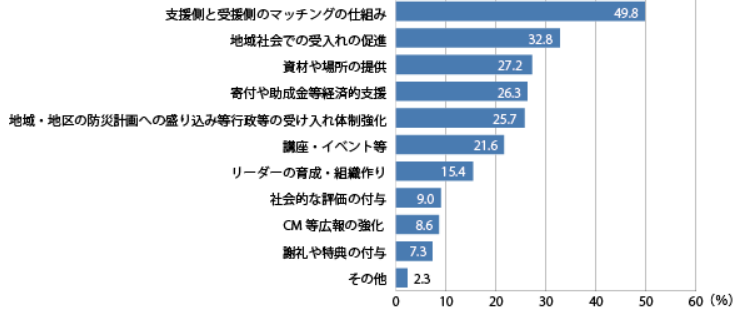 支援側と受援側のマッチングの仕組み 49.8
地域社会での受入れの促進 32.8
資材や場所の提供 27.2
寄付や助成金等経済的支援 26.3
地域・地区の防災計画への盛り込み等行政等の受け入れ体制強化 25.7
講座・イベント等 21.6
リーダーの育成・組織作り 15.4
社会的な評価の付与 9.0
CM 等広報の強化 8.6
謝礼や特典の付与 7.3
その他 2.3
0 10 20 30 40 50 60 (%)